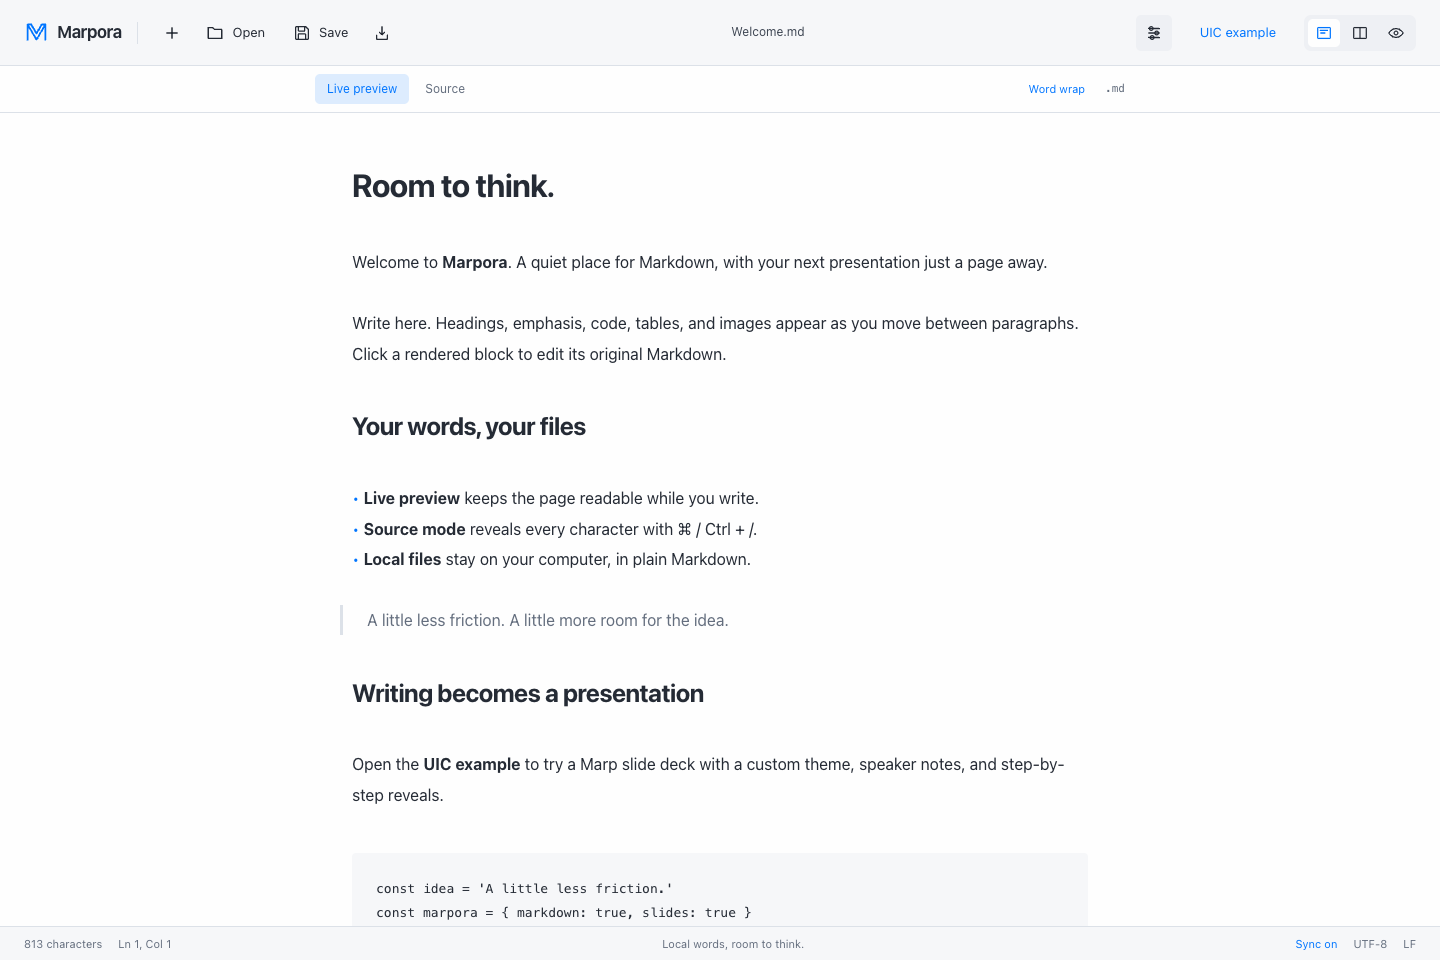 Marpora
Open
Save
Welcome.md
UIC example
Live preview
Source
Word wrap
.md
Room to think.
Welcome to Marpora. A quiet place for Markdown, with your next presentation just a page away.
Write here. Headings, emphasis, code, tables, and images appear as you move between paragraphs.
Click a rendered block to edit its original Markdown.
Your words, your files
• Live preview keeps the page readable while you write.
• Source mode reveals every character with ⌘ / Ctrl + /.
• Local files stay on your computer, in plain Markdown.
A little less friction. A little more room for the idea.
Writing becomes a presentation
Open the UIC example to try a Marp slide deck with a custom theme, speaker notes, and step-by-
step reveals.
const idea = 'A little less friction.'
const marpora = { markdown: true, slides: true }
813 characters
Ln 1, Col 1
Local words, room to think.
Sync on
UTF-8
LF